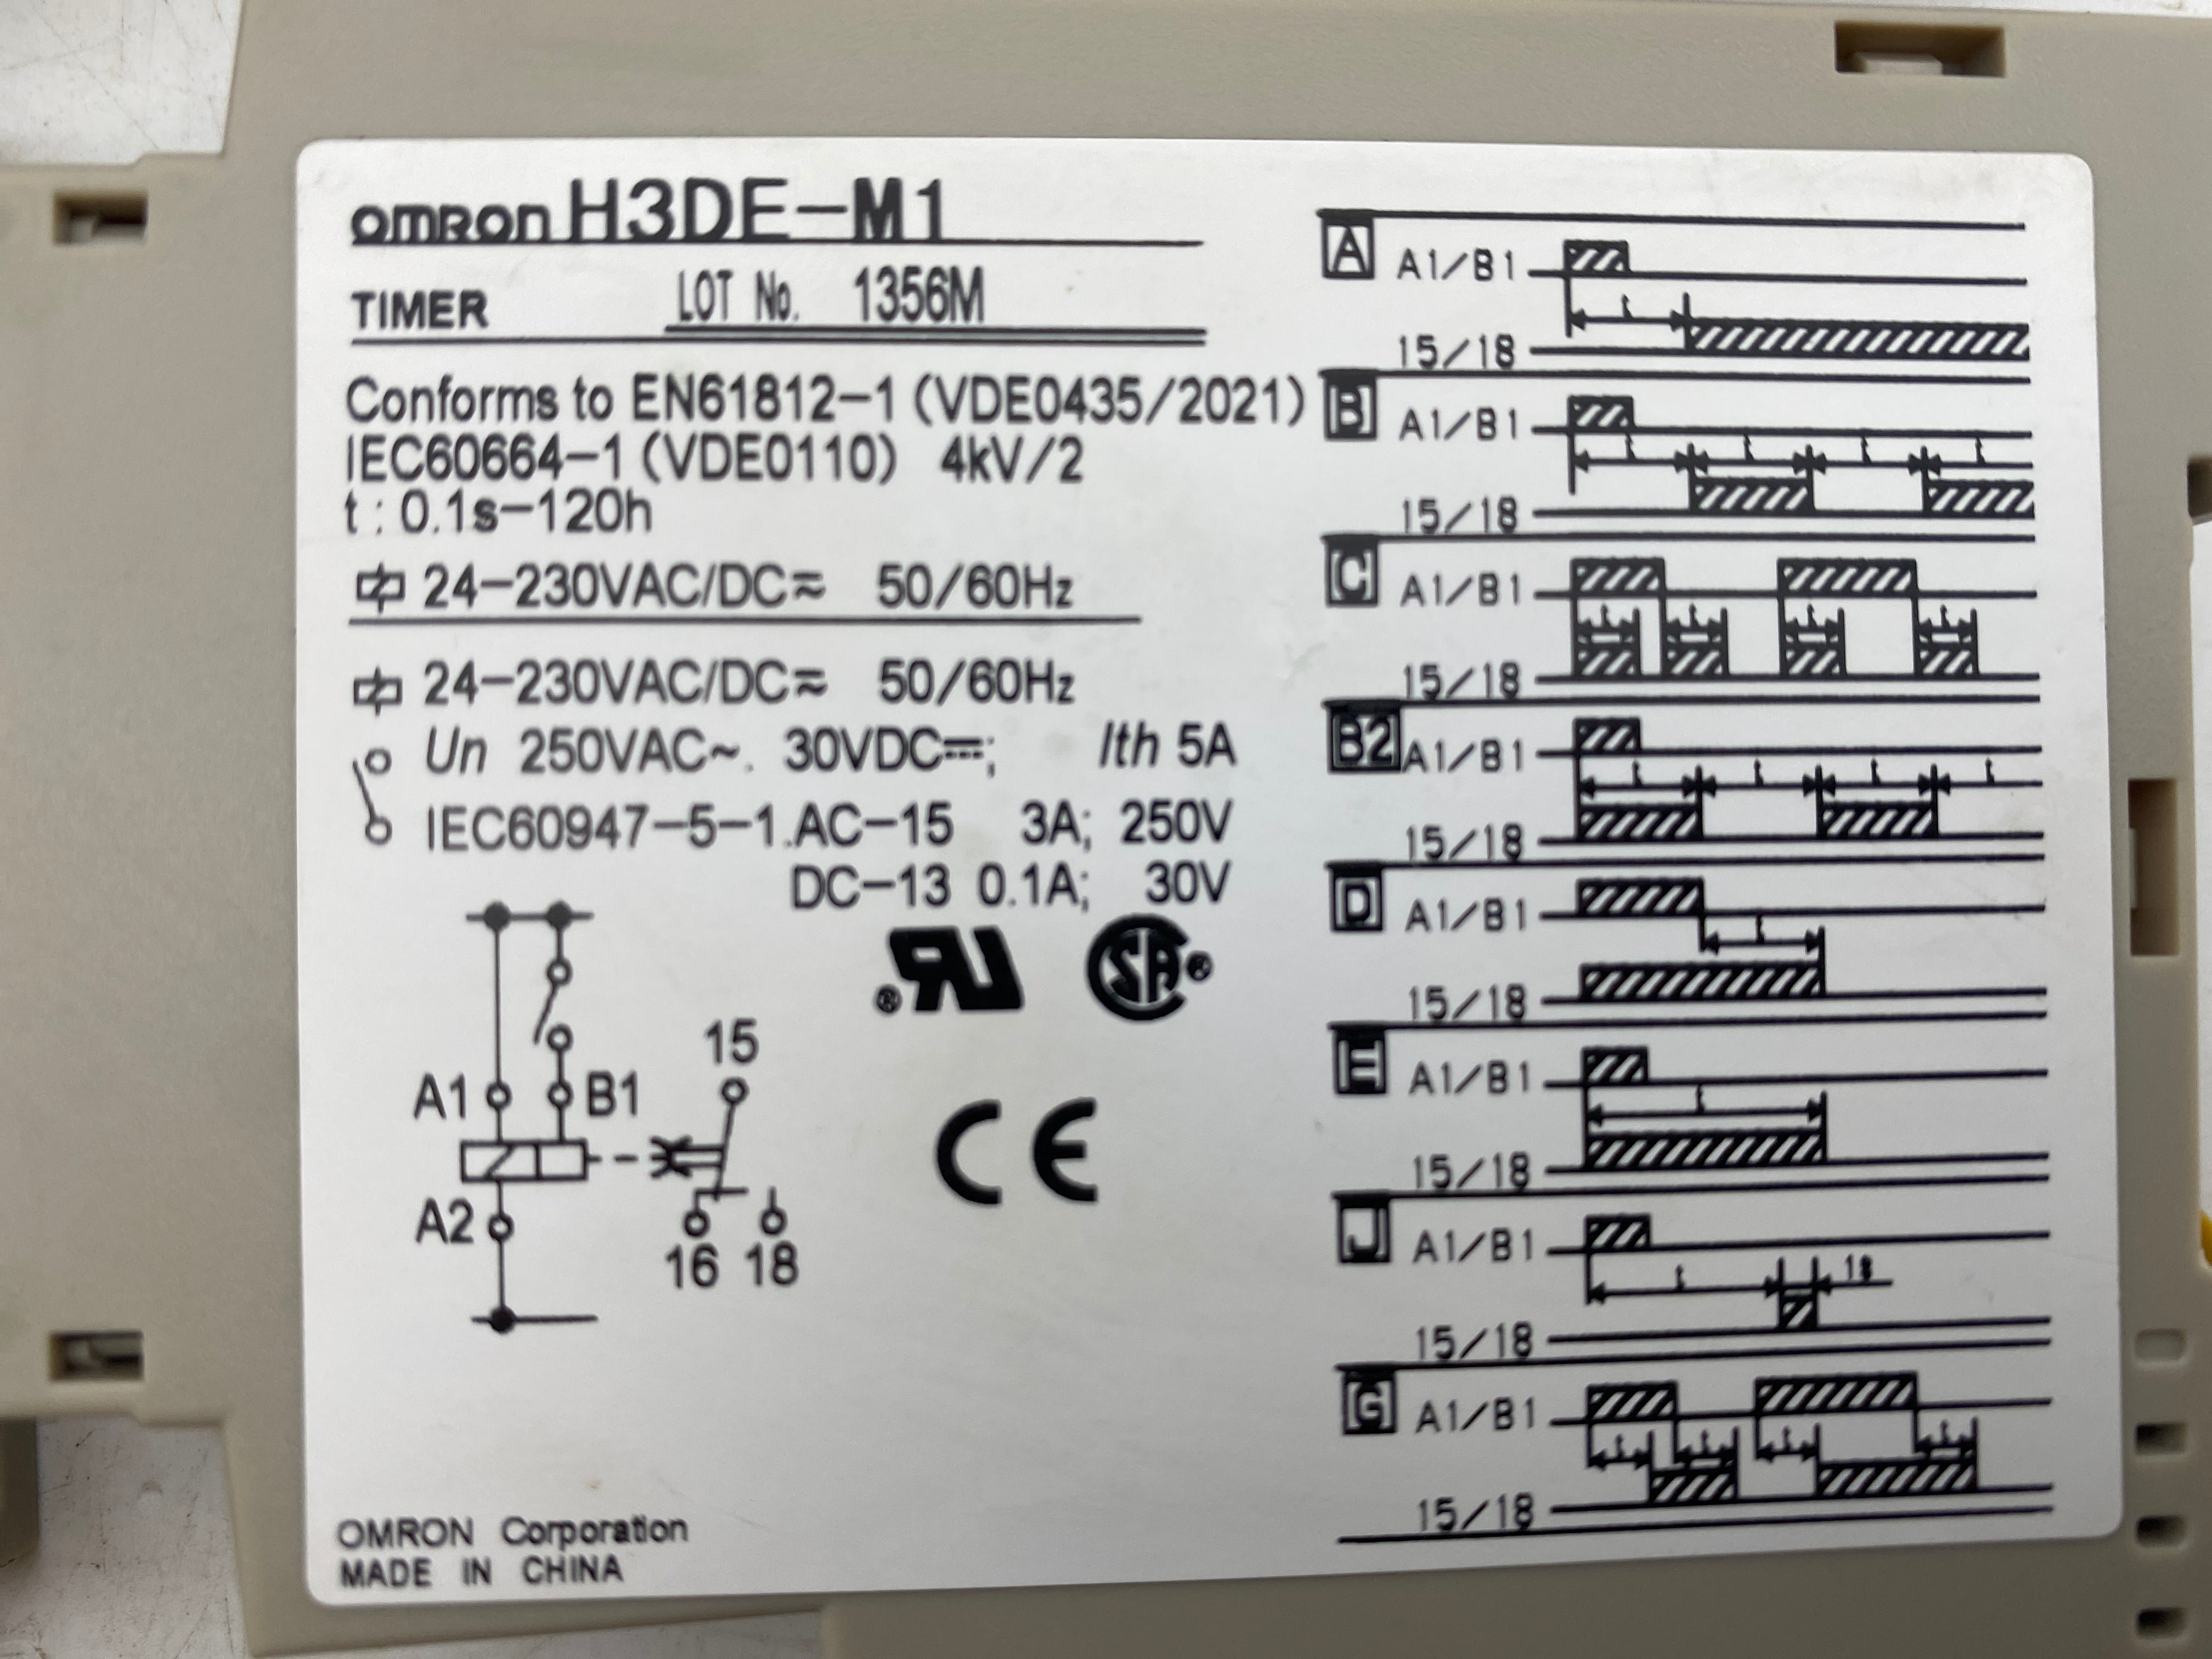 OMRON H3DE-M1
TIMER LOT No. 1356M
Conforms to EN61812-1 (VDE0435/2021)
IEC60664-1 (VDE0110) 4kV/2
t : 0.1s-120h
24-230VAC/DC≂ 50/60Hz
24-230VAC/DC≂ 50/60Hz
Un 250VAC~. 30VDC⎓; Ith 5A
IEC60947-5-1.AC-15 3A; 250V
DC-13 0.1A; 30V
RU® SA®
15
A1 B1
A2
16 18
CE
OMRON Corporation
MADE IN CHINA
A A1/B1
t
15/18
B A1/B1
t t t t
15/18
C A1/B1
t t t t
15/18
B2 A1/B1
t t t t
15/18
D A1/B1
t
15/18
E A1/B1
t
15/18
J A1/B1
t 1s
15/18
G A1/B1
t t t t
15/18